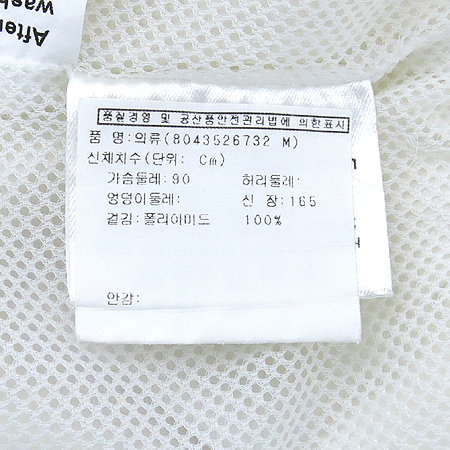 After
wash
품질경영 및 공산품안전관리법에 의한표시
품 명:의류(8043526732 M)
신체치수(단위: Cm)
가슴둘레:90 허리둘레:
엉덩이둘레: 신 장:165
겉감:폴리아미드 100%
안감: